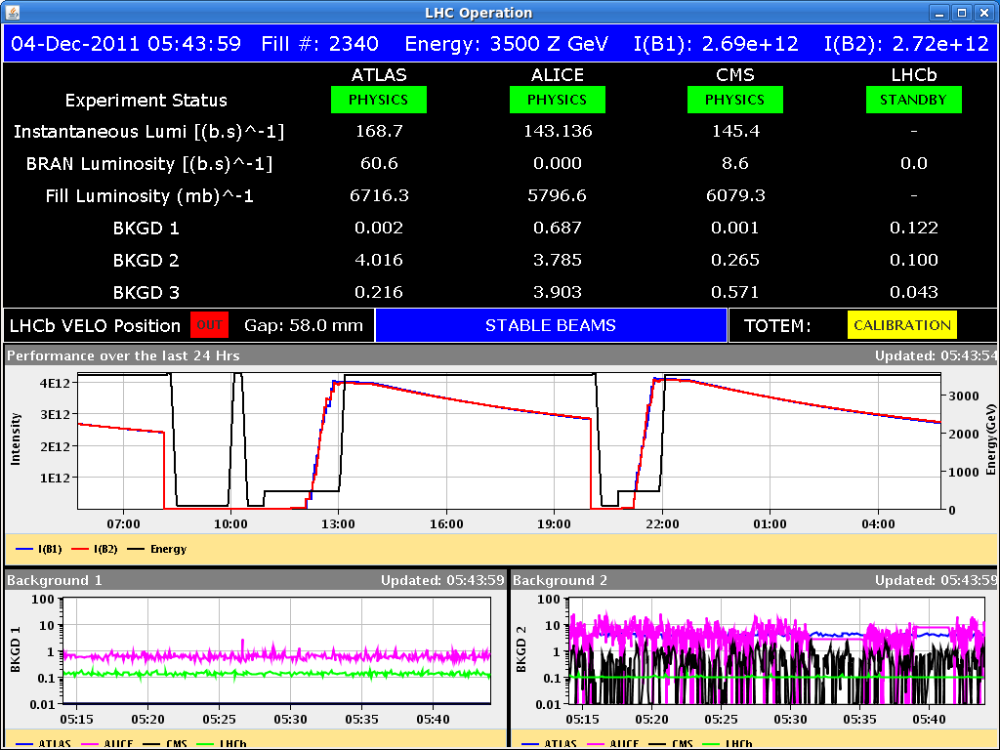 LHC Operation
04-Dec-2011 05:43:59 Fill #: 2340 Energy: 3500 Z GeV I(B1): 2.69e+12 I(B2): 2.72e+12
ATLAS ALICE CMS LHCb
Experiment Status PHYSICS PHYSICS PHYSICS STANDBY
Instantaneous Lumi [(b.s)^-1] 168.7 143.136 145.4 -
BRAN Luminosity [(b.s)^-1] 60.6 0.000 8.6 0.0
Fill Luminosity (mb)^-1 6716.3 5796.6 6079.3 -
BKGD 1 0.002 0.687 0.001 0.122
BKGD 2 4.016 3.785 0.265 0.100
BKGD 3 0.216 3.903 0.571 0.043
LHCb VELO Position OUT Gap: 58.0 mm STABLE BEAMS TOTEM: CALIBRATION
Performance over the last 24 Hrs Updated: 05:43:54
4E12
3E12
2E12
1E12
Intensity
3000
2000
1000
0
Energy(GeV)
07:00 10:00 13:00 16:00 19:00 22:00 01:00 04:00
I(B1) I(B2) Energy
Background 1 Updated: 05:43:59
100
10
1
0.1
0.01
BKGD 1
05:15 05:20 05:25 05:30 05:35 05:40
ATLAS ALICE CMS LHCb
Background 2 Updated: 05:43:59
100
10
1
0.1
0.01
BKGD 2
05:15 05:20 05:25 05:30 05:35 05:40
ATLAS ALICE CMS LHCb